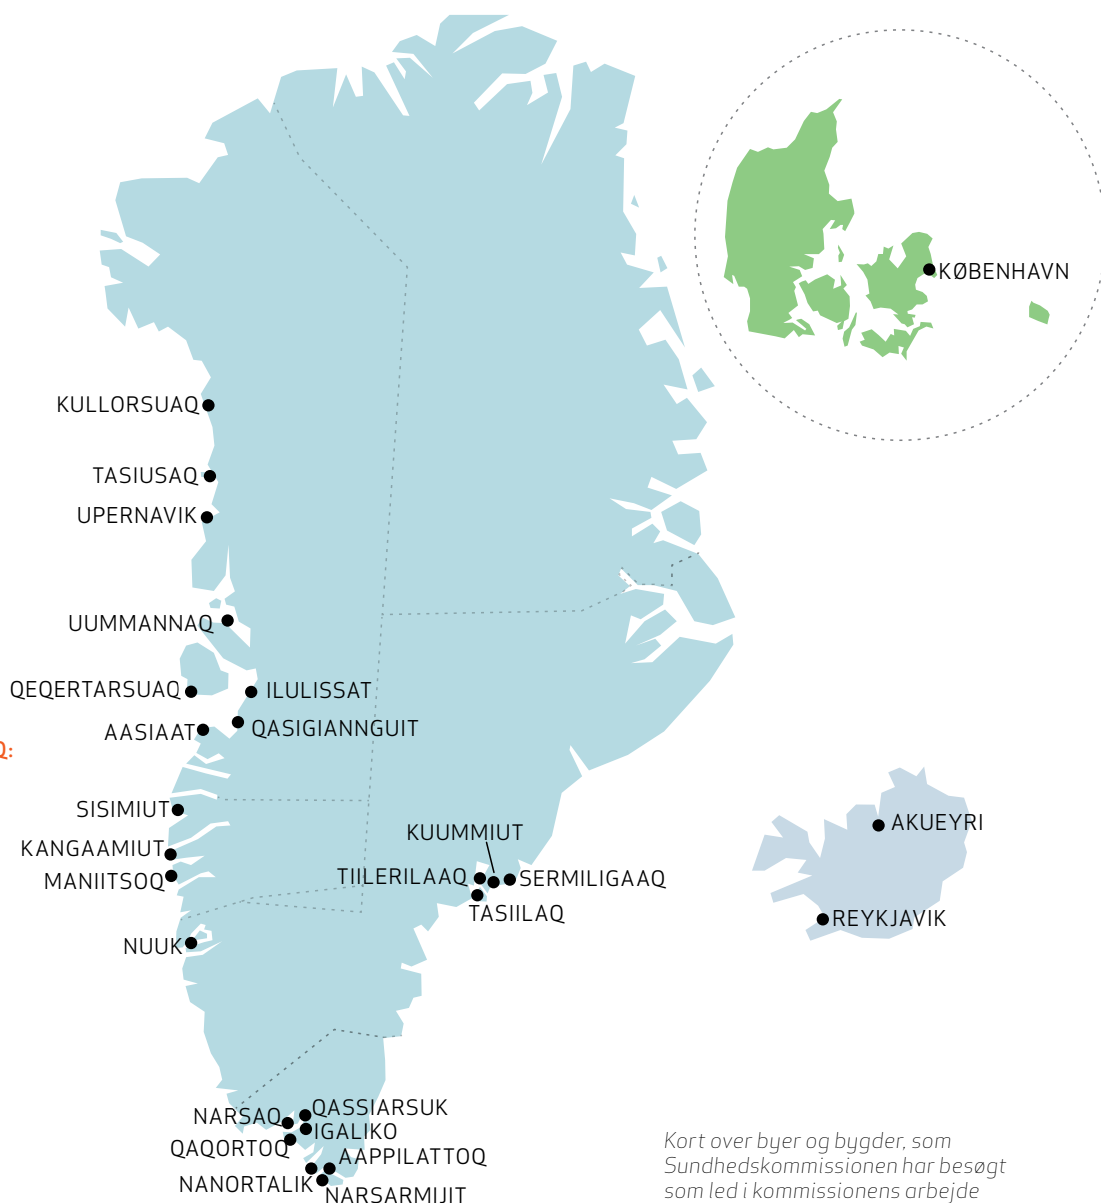 KØBENHAVN
KULLORSUAQ
TASIUSAQ
UPERNAVIK
UUMMANNAQ
QEQERTARSUAQ
ILULISSAT
QASIGIANNGUIT
AASIAAT
Q:
SISIMIUT
KANGAAMIUT
MANIITSOQ
NUUK
KUUMMIUT
TIILERILAAQ
SERMILIGAAQ
TASIILAQ
AKUEYRI
REYKJAVIK
QASSIARSUK
NARSAQ
IGALIKO
QAQORTOQ
AAPPILATTOQ
NANORTALIK
NARSARMIJIT
Kort over byer og bygder, som
Sundhedskommissionen har besøgt
som led i kommissionens arbejde